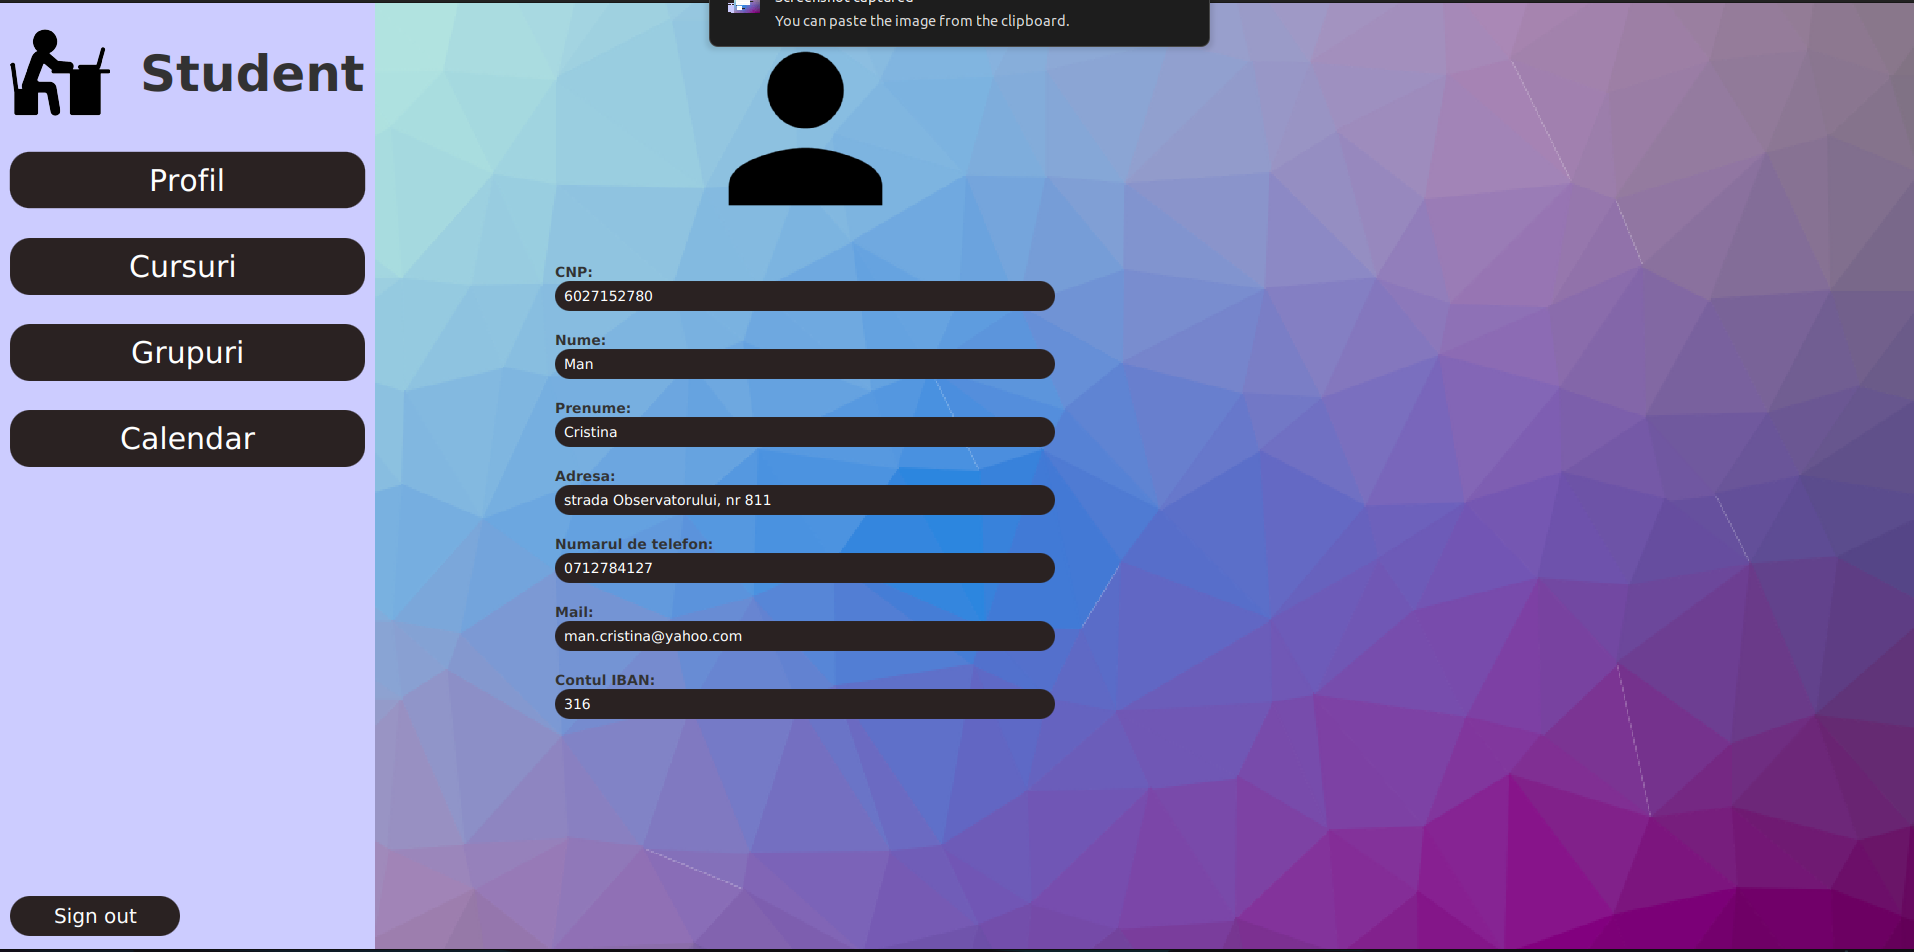 Screenshot captured
You can paste the image from the clipboard.
Student
Profil
Cursuri
Grupuri
Calendar
Sign out
CNP:
6027152780
Nume:
Man
Prenume:
Cristina
Adresa:
strada Observatorului, nr 811
Numarul de telefon:
0712784127
Mail:
man.cristina@yahoo.com
Contul IBAN:
316